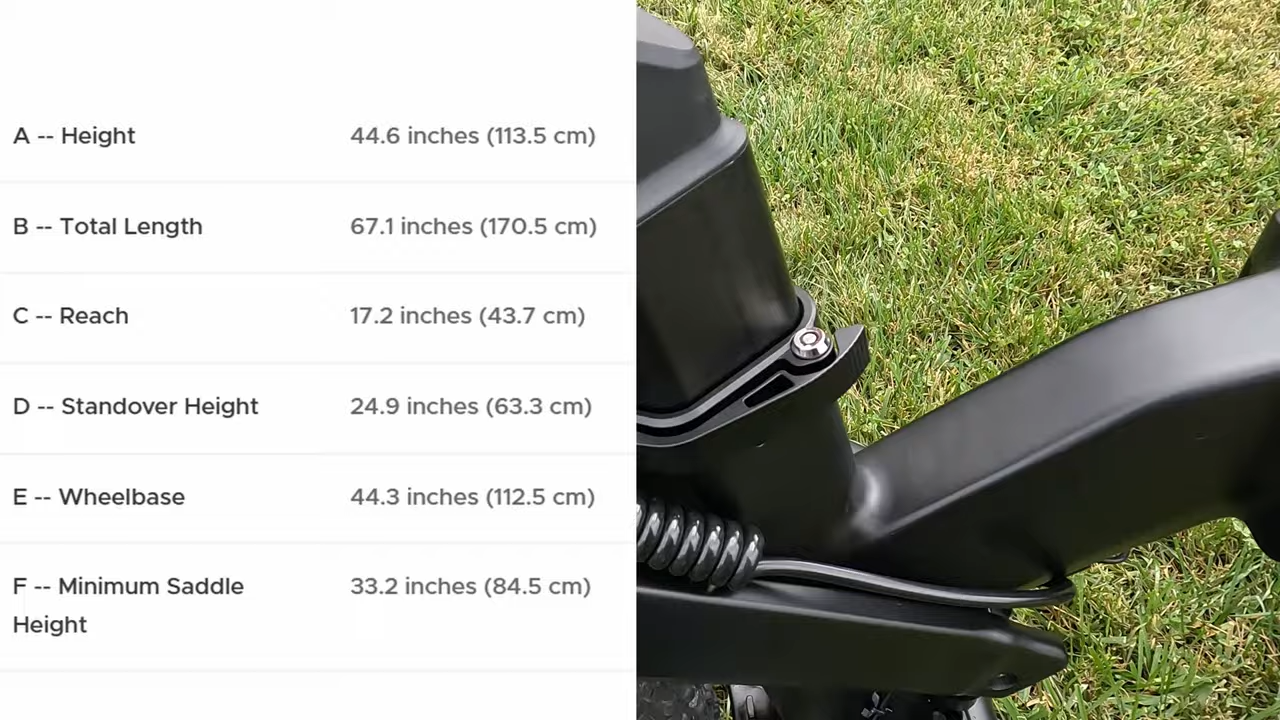 A -- Height 44.6 inches (113.5 cm)
B -- Total Length 67.1 inches (170.5 cm)
C -- Reach 17.2 inches (43.7 cm)
D -- Standover Height 24.9 inches (63.3 cm)
E -- Wheelbase 44.3 inches (112.5 cm)
F -- Minimum Saddle 33.2 inches (84.5 cm)
Height